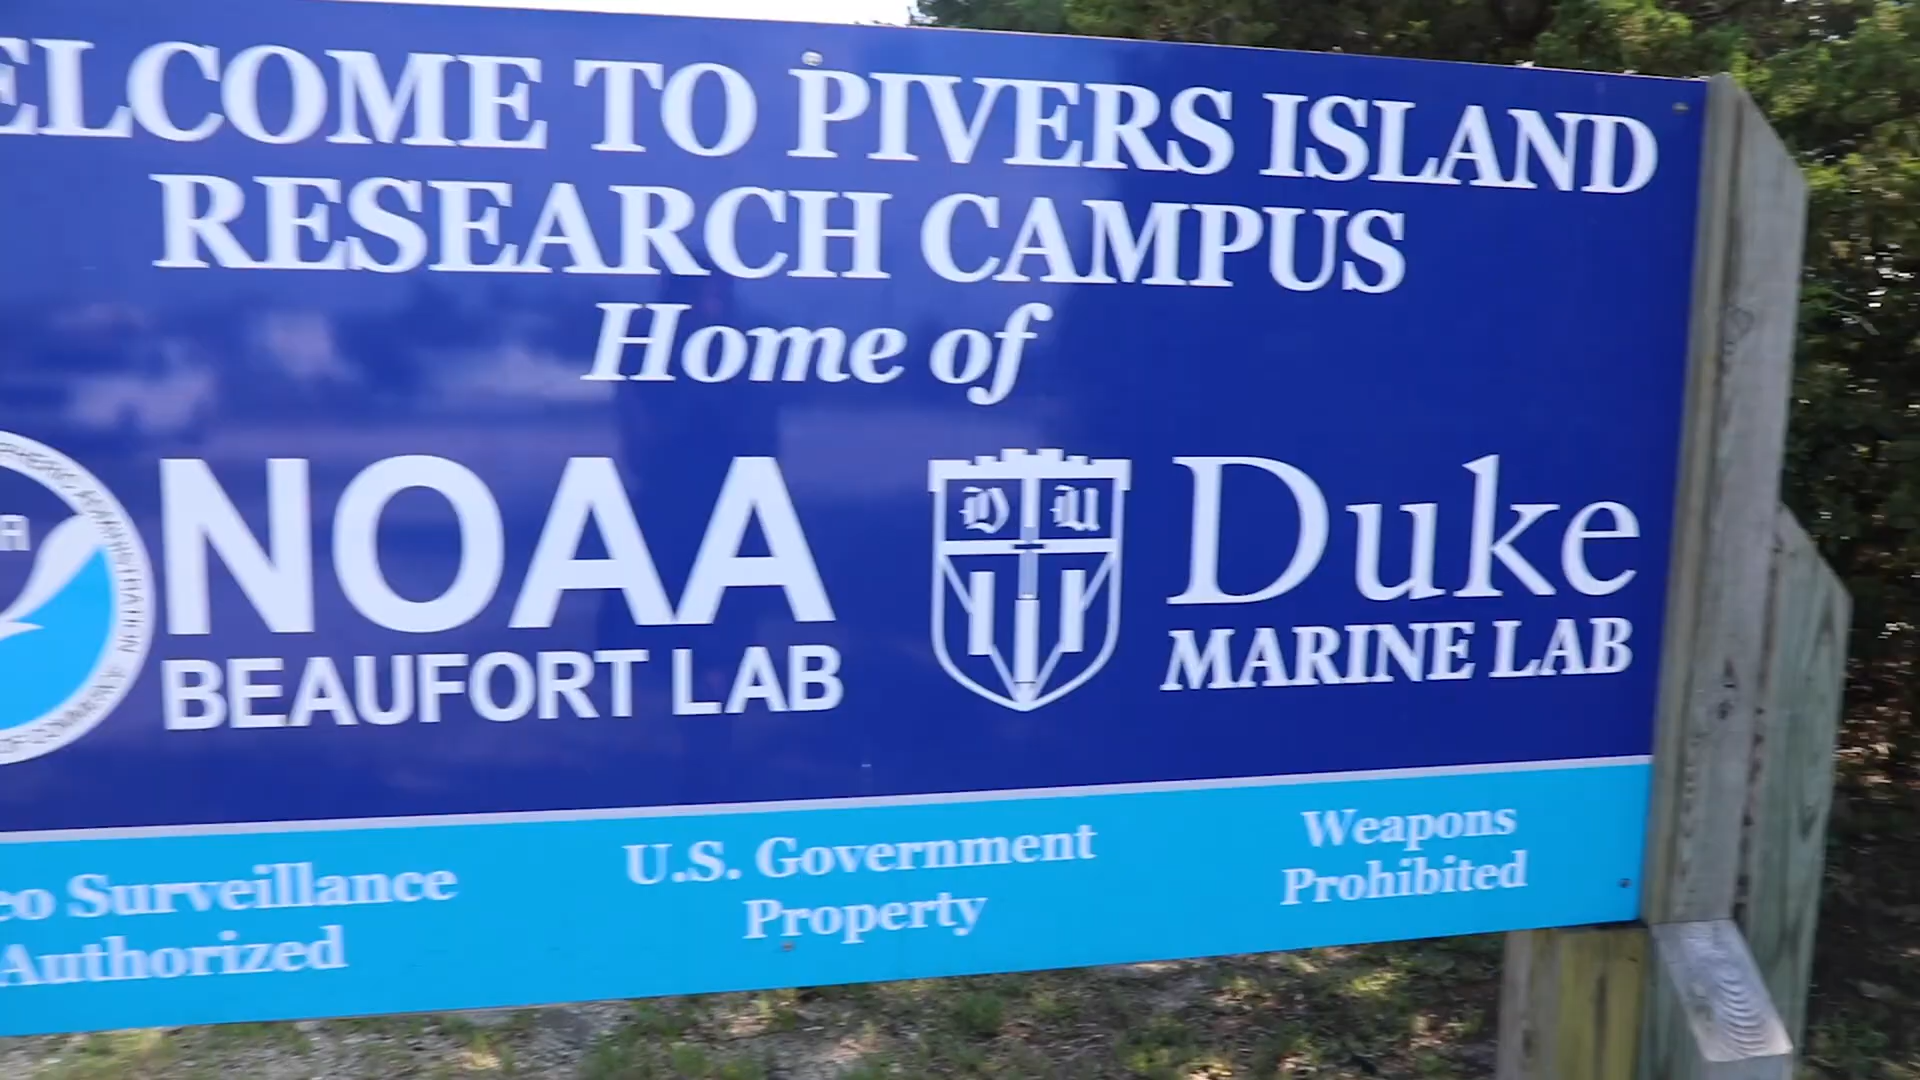 ELCOME TO PIVERS ISLAND
RESEARCH CAMPUS
Home of
NOAA
BEAUFORT LAB
D U
Duke
MARINE LAB
eo Surveillance
Authorized
U.S. Government
Property
Weapons
Prohibited